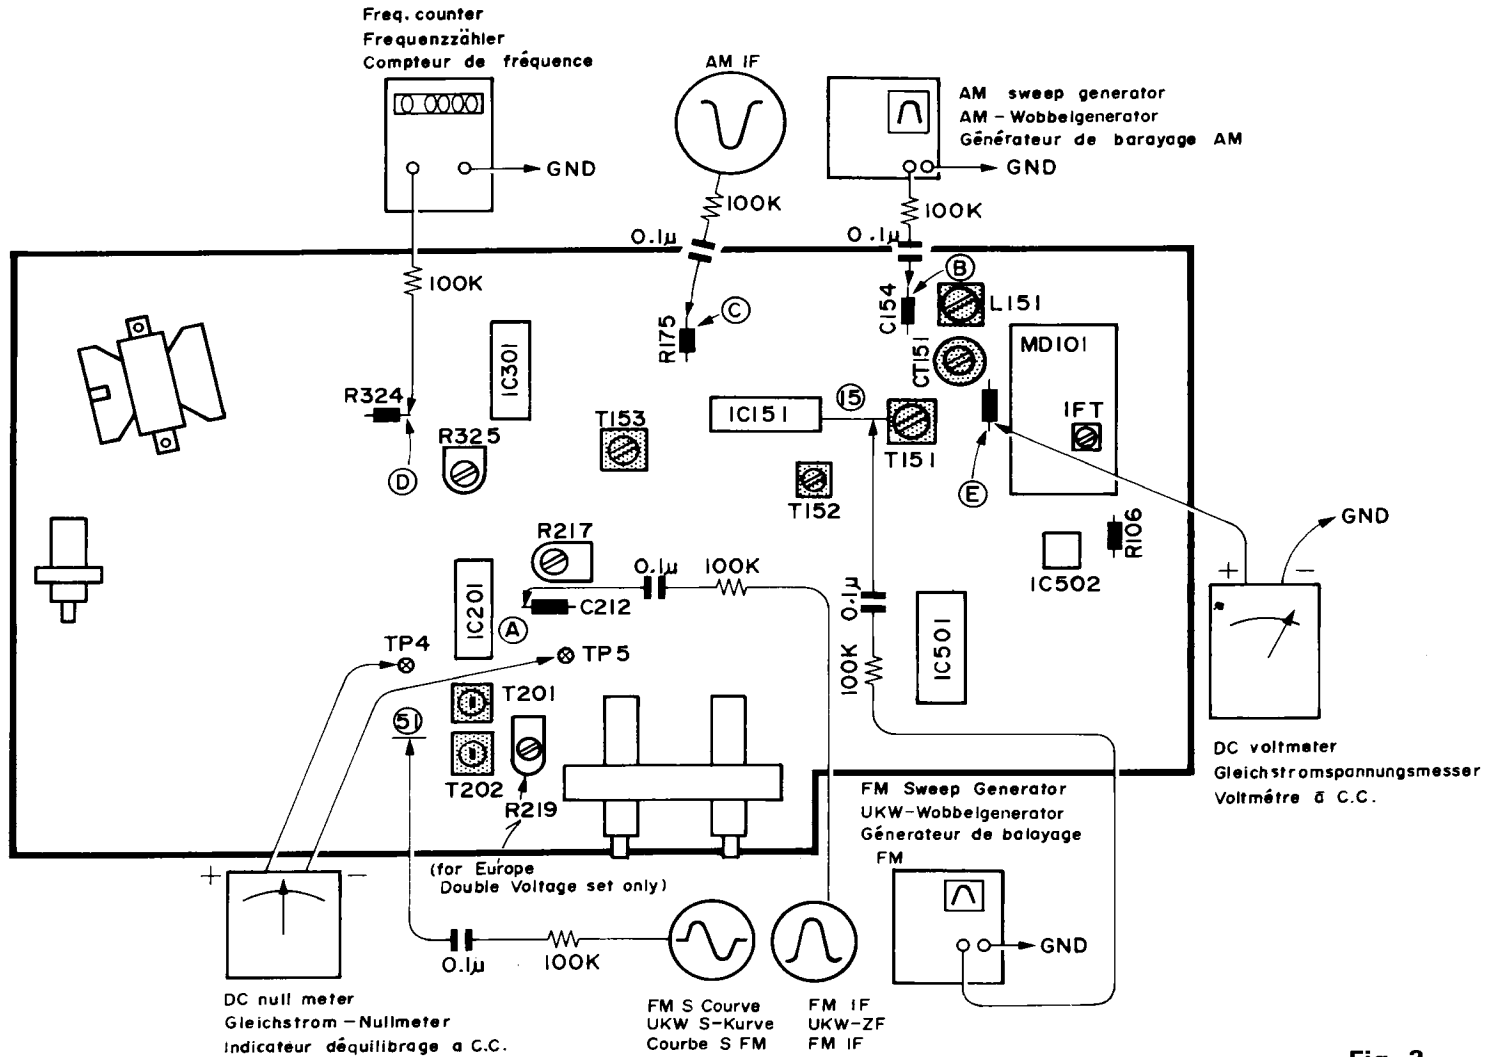 Freq. counter
Frequenzzähler
Compteur de fréquence
0 0000
GND
100K
AM IF
100K
0.1µ
AM sweep generator
AM - Wobbelgenerator
Générateur de barayage AM
GND
100K
0.1µ
B
C154
L151
C
R175
CT151
MD101
IFT
IC301
R324
D
R325
T153
IC151
15
T151
E
T152
R106
IC502
GND
+
−
R217
0.1µ
100K
C212
A
IC201
TP4
TP5
0.1µ
100K
IC501
T201
51
T202
R219
(for Europe
Double Voltage set only)
DC voltmeter
Gleichstromspannungsmesser
Voltmétre ā C.C.
FM Sweep Generator
UKW-Wobbelgenerator
Génerateur de balayage
FM
GND
+
−
0.1µ
100K
DC null meter
Gleichstrom - Nullmeter
Indicateur déquilibrage a C.C.
FM S Courve
UKW S-Kurve
Courbe S FM
FM IF
UKW-ZF
FM IF